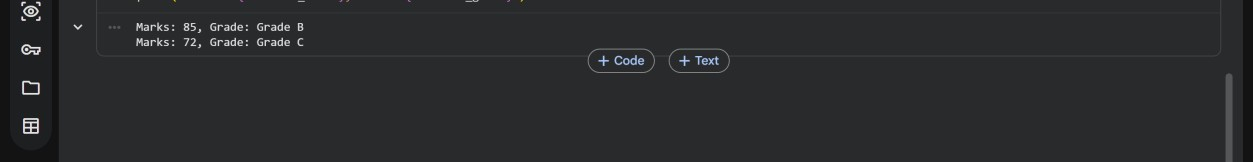 Marks: 85, Grade: Grade B
Marks: 72, Grade: Grade C
+ Code
+ Text